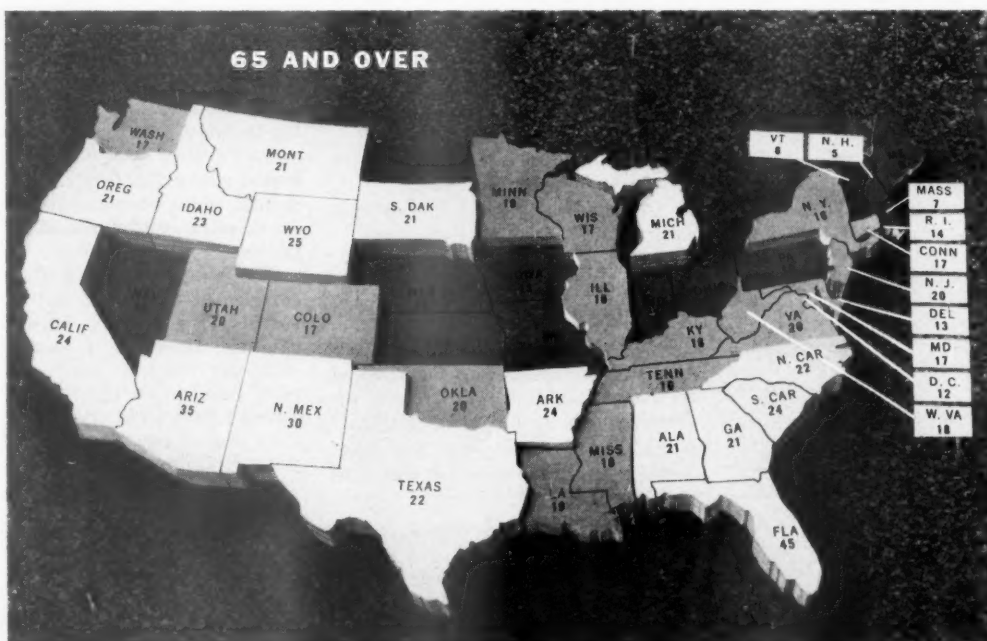 65 AND OVER
WASH
17
MONT
21
OREG
21
IDAHO
23
WYO
25
S. DAK
21
MINN
19
WIS
17
MICH
21
VT
8
N. H.
5
N. Y.
16
MASS
7
R. I.
14
CONN
17
N. J.
20
DEL
13
MD
17
D. C.
12
W. VA
18
PA
CALIF
24
UTAH
20
COLO
17
ILL
18
KY
18
VA
20
ARIZ
35
N. MEX
30
OKLA
20
ARK
24
TENN
N. CAR
22
S. CAR
24
TEXAS
22
LA
19
MISS
18
ALA
21
GA
21
FLA
45